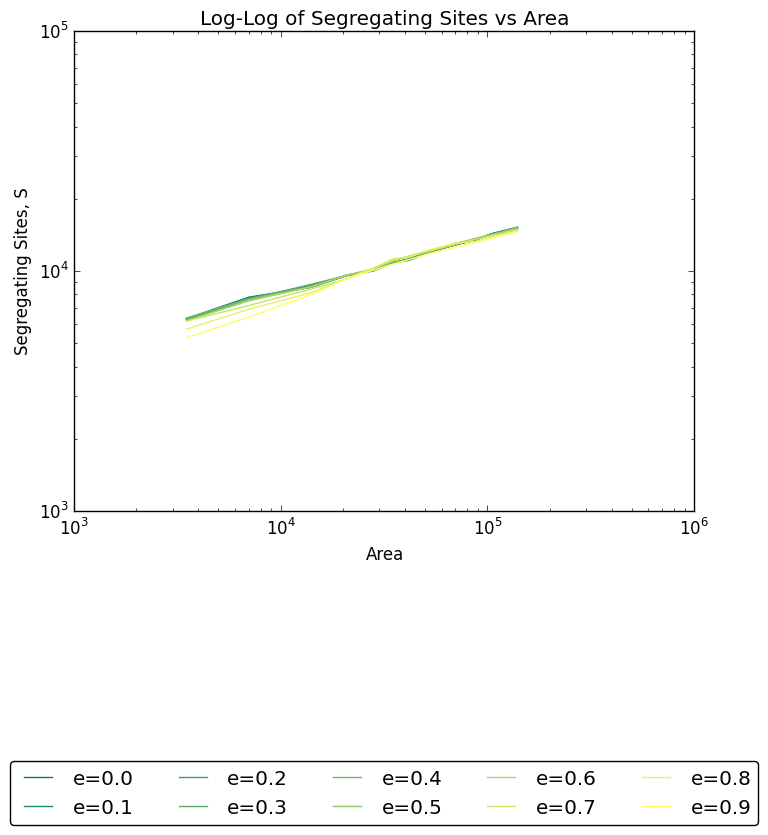 Log-Log of Segregating Sites vs Area
10^5
10^4
10^3
Segregating Sites, S
10^3 10^4 10^5 10^6
Area
e=0.0 e=0.2 e=0.4 e=0.6 e=0.8
e=0.1 e=0.3 e=0.5 e=0.7 e=0.9